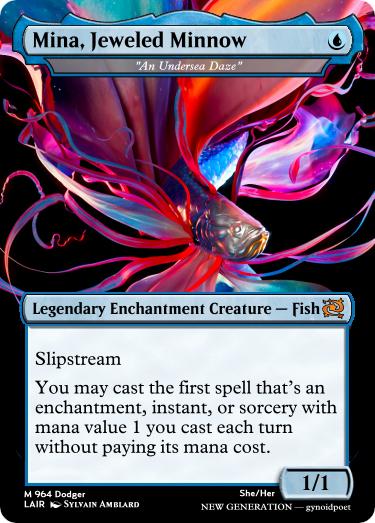 Mina, Jeweled Minnow
"An Undersea Daze"
Legendary Enchantment Creature — Fish
Slipstream
You may cast the first spell that's an
enchantment, instant, or sorcery with
mana value 1 you cast each turn
without paying its mana cost.
1/1
M 964 Dodger
She/Her
LAIR Sylvain Amblard
NEW GENERATION — gynoidpoet